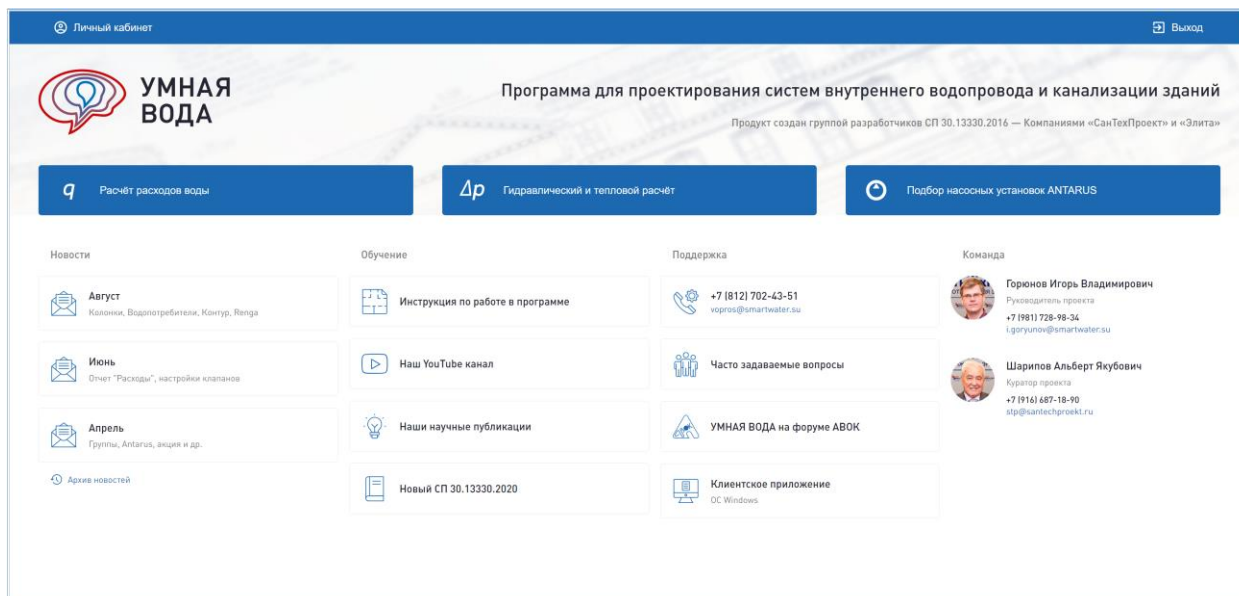 Личный кабинет
Выход
УМНАЯ
ВОДА
Программа для проектирования систем внутреннего водопровода и канализации зданий
Продукт создан группой разработчиков СП 30.13330.2016 — Компаниями «СанТехПроект» и «Элита»
q Расчёт расходов воды
Δp Гидравлический и тепловой расчёт
Подбор насосных установок ANTARUS
Новости
Август
Колонки, Водопотребители, Контур, Renga
Июнь
Отчет "Расходы", настройки клапанов
Апрель
Группы, Antarus, акция и др.
Архив новостей
Обучение
Инструкция по работе в программе
Наш YouTube канал
Наши научные публикации
Новый СП 30.13330.2020
Поддержка
+7 (812) 702-43-51
vopros@smartwater.su
Часто задаваемые вопросы
УМНАЯ ВОДА на форуме АВОК
Клиентское приложение
ОС Windows
Команда
Горюнов Игорь Владимирович
Руководитель проекта
+7 (981) 728-98-34
i.goryunov@smartwater.su
Шарипов Альберт Якубович
Куратор проекта
+7 (916) 687-18-90
stp@santechproekt.ru